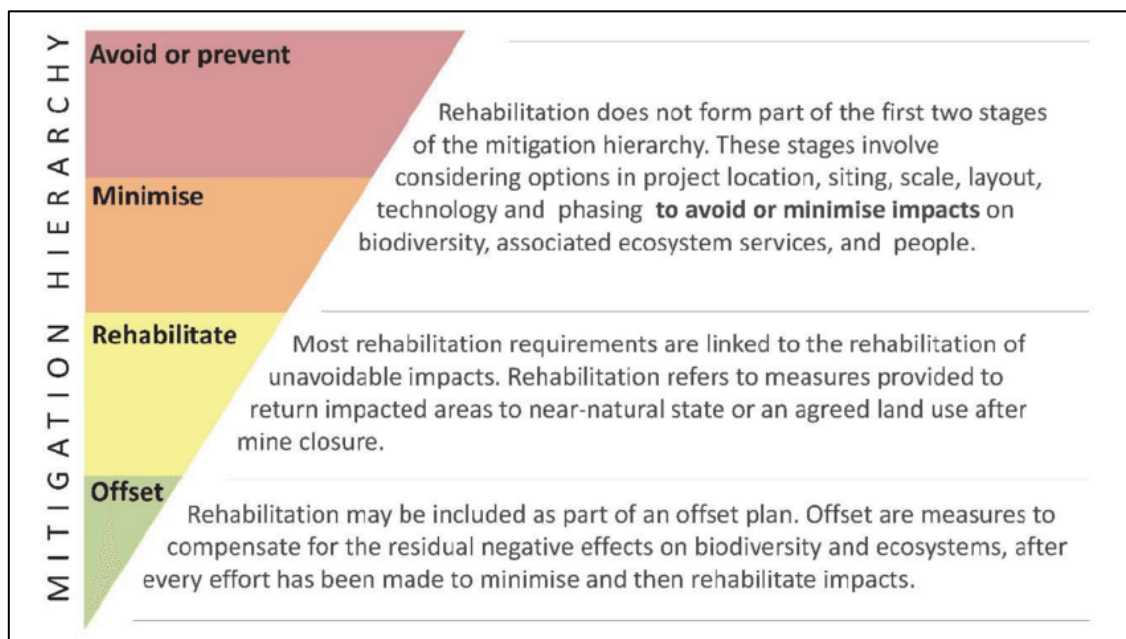 MITIGATION HIERARCHY
Avoid or prevent
Rehabilitation does not form part of the first two stages
of the mitigation hierarchy. These stages involve
considering options in project location, siting, scale, layout,
technology and phasing to avoid or minimise impacts on
biodiversity, associated ecosystem services, and people.
Minimise
Rehabilitate
Most rehabilitation requirements are linked to the rehabilitation of
unavoidable impacts. Rehabilitation refers to measures provided to
return impacted areas to near-natural state or an agreed land use after
mine closure.
Offset
Rehabilitation may be included as part of an offset plan. Offset are measures to
compensate for the residual negative effects on biodiversity and ecosystems, after
every effort has been made to minimise and then rehabilitate impacts.